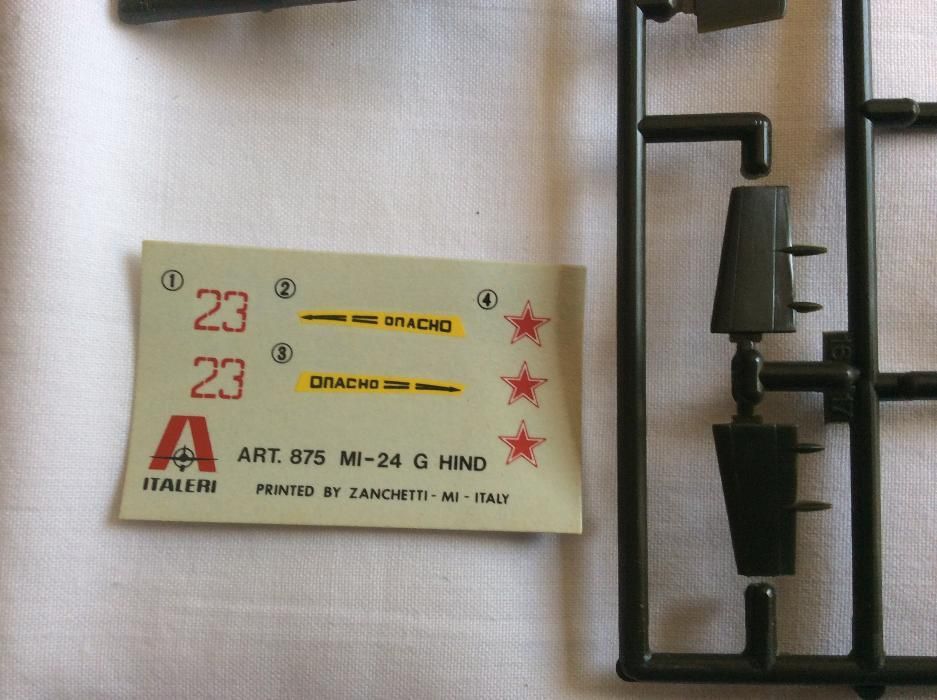 ① 23 ② ОПАСНО ④
23 ③ ОПАСНО
ITALERI
ART. 875 MI-24 G HIND
PRINTED BY ZANCHETTI - MI - ITALY